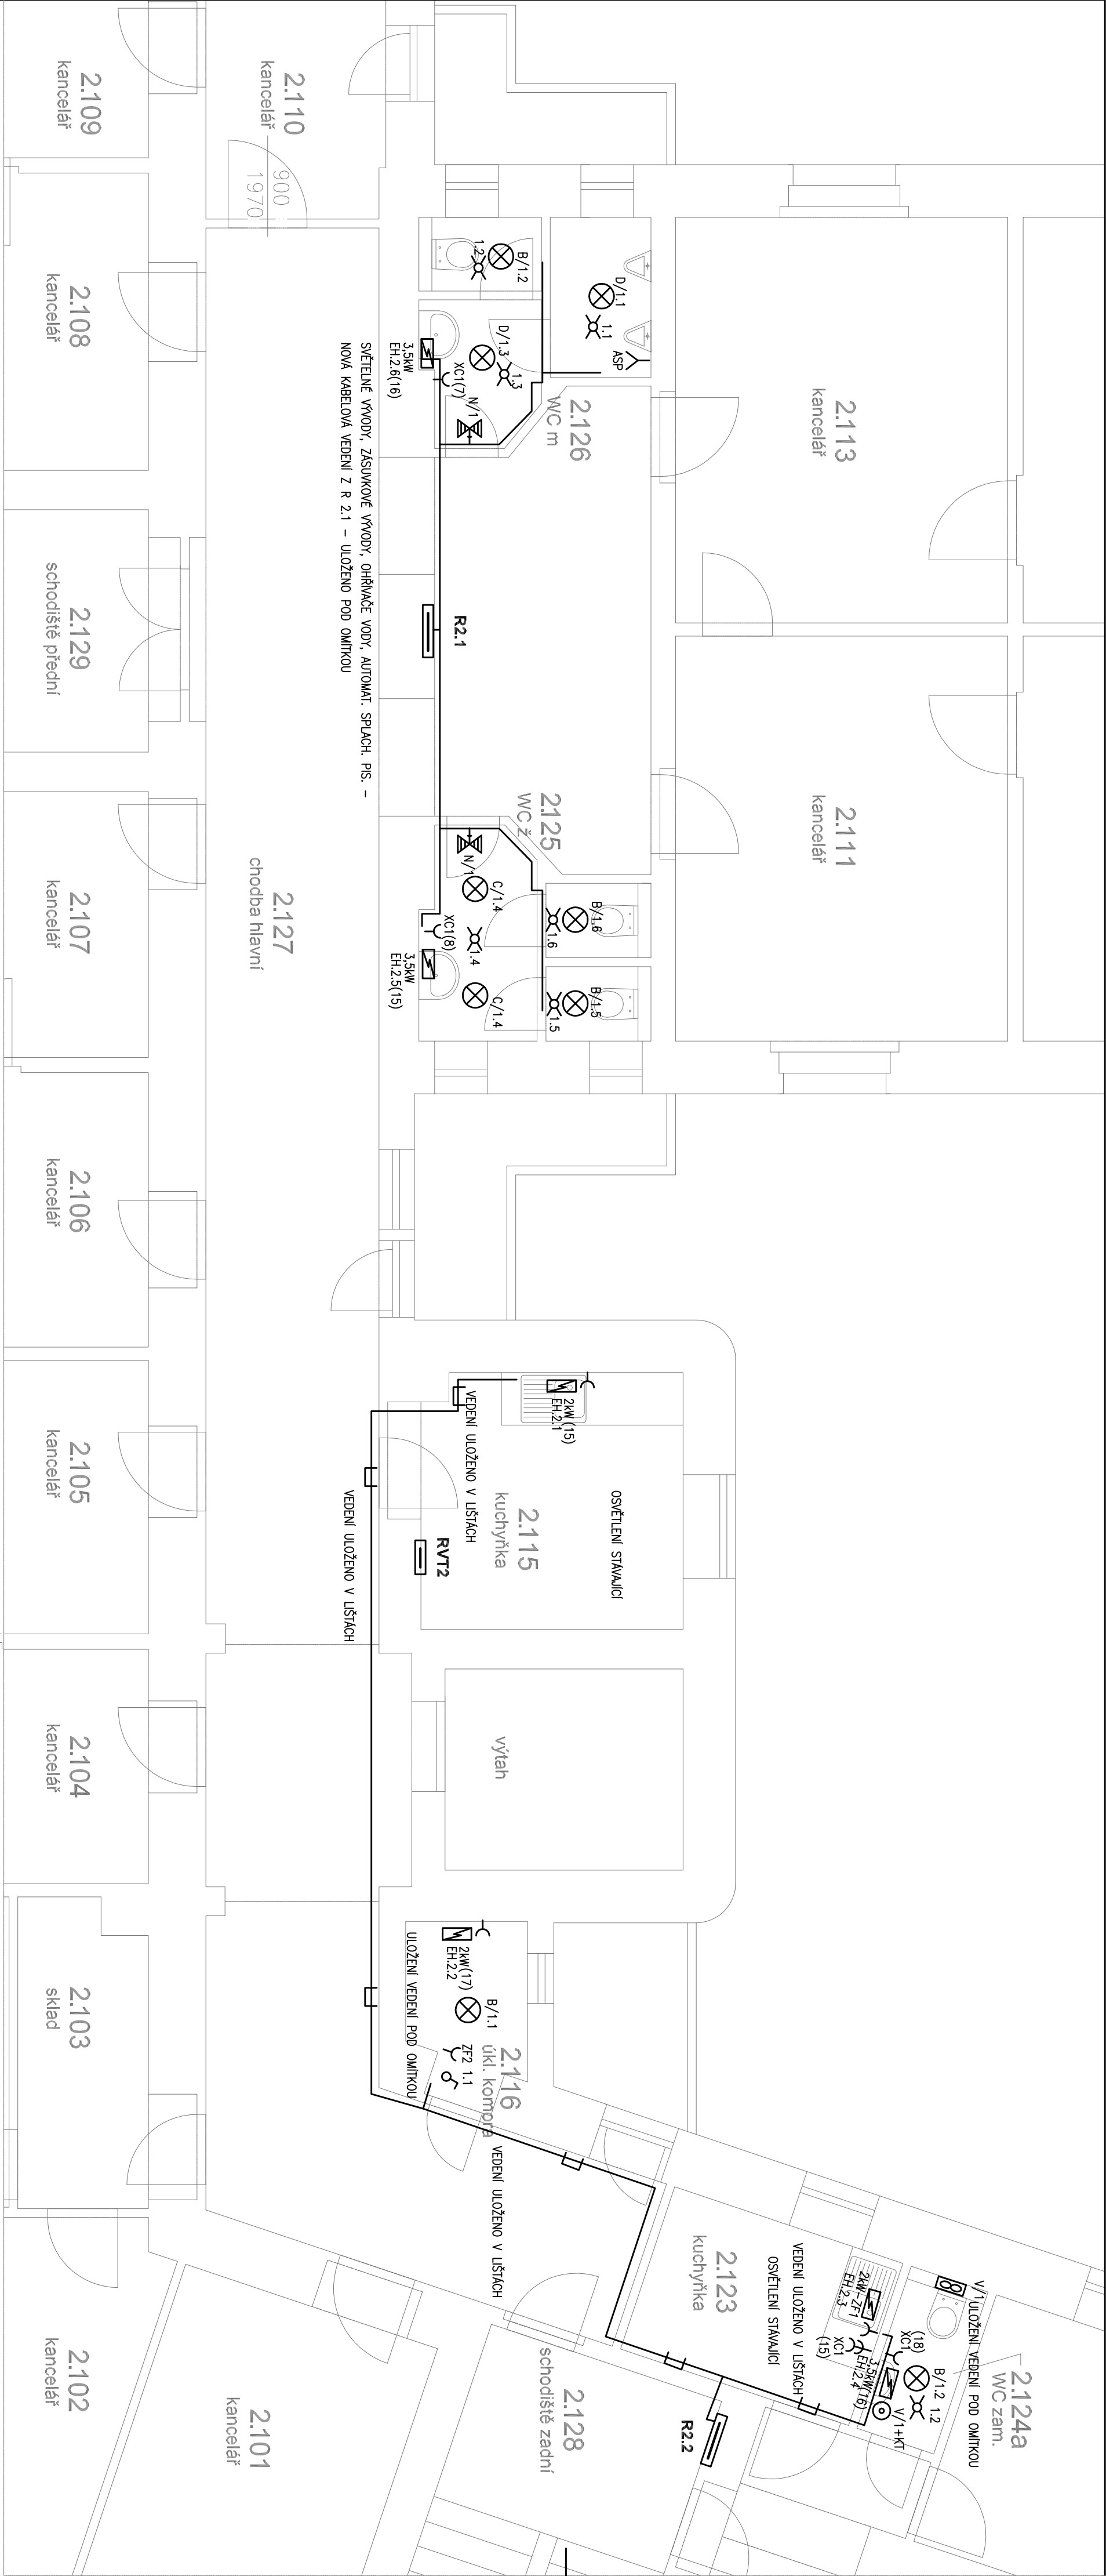 2.109
kancelář
2.110
kancelář
900
1970
2.108
kancelář
2.129
schodiště přední
2.107
kancelář
2.127
chodba hlavní
2.106
kancelář
2.105
kancelář
2.104
kancelář
2.103
sklad
2.102
kancelář
2.101
kancelář
2.113
kancelář
2.111
kancelář
2.126
WC m
B/1.2
1.2
D/1.1
1.1
ASP
D/1.3
1.3
XC1(7)
N/1
3,5kW
EH.2.6(16)
SVĚTELNÉ VÝVODY, ZÁSUVKOVÉ VÝVODY, OHŘÍVAČE VODY, AUTOMAT. SPLACH. PIS. –
NOVÁ KABELOVÁ VEDENÍ Z R 2.1 – ULOŽENO POD OMÍTKOU
R2.1
2.125
WC ž
N/1
C/1.4
1.4
C/1.4
B/1.6
1.6
B/1.5
1.5
XC1(8)
3,5kW
EH.2.5(15)
2kW (15)
EH.2.1
VEDENÍ ULOŽENO V LIŠTÁCH
2.115
kuchyňka
OSVĚTLENÍ STÁVAJÍCÍ
RVT2
VEDENÍ ULOŽENO V LIŠTÁCH
výtah
2kW(17)
EH.2.2
B/1.1
ZF2
1.1
2.116
úkl. komora
ULOŽENÍ VEDENÍ POD OMÍTKOU
VEDENÍ ULOŽENO V LIŠTÁCH
2.123
kuchyňka
VEDENÍ ULOŽENO V LIŠTÁCH
OSVĚTLENÍ STÁVAJÍCÍ
2kW-ZF1
EH.2.3
XC1
(15)
(18)
XC1
3,5kW(16)
EH.2.4
V/1
ULOŽENÍ VEDENÍ POD OMÍTKOU
B/1.2
1.2
V/1+KT
2.124a
WC zam.
2.128
schodiště zadní
R2.2